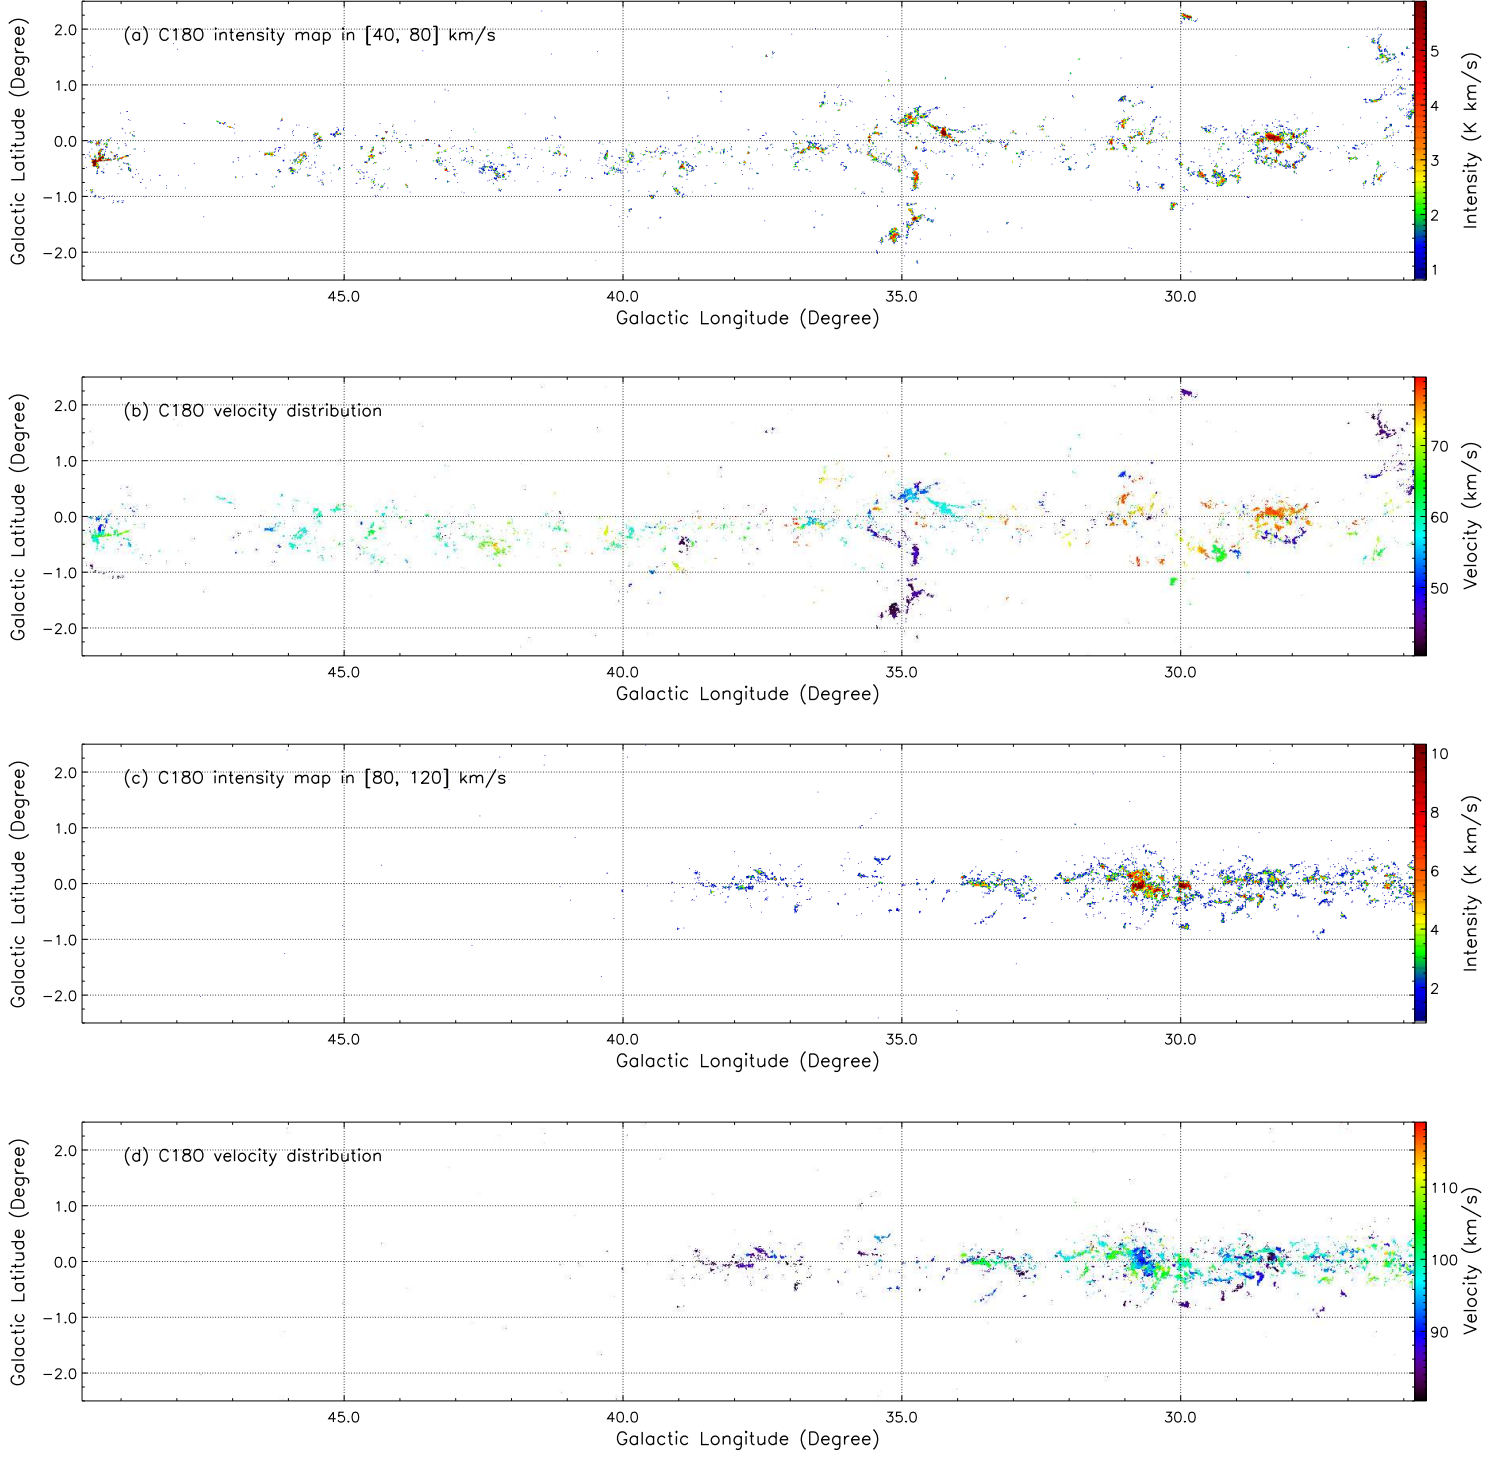 (a) C18O intensity map in [40, 80] km/s
2.0
1.0
0.0
−1.0
−2.0
Galactic Latitude (Degree)
45.0 40.0 35.0 30.0
Galactic Longitude (Degree)
5
4
3
2
1
Intensity (K km/s)
(b) C18O velocity distribution
2.0
1.0
0.0
−1.0
−2.0
Galactic Latitude (Degree)
45.0 40.0 35.0 30.0
Galactic Longitude (Degree)
70
60
50
Velocity (km/s)
(c) C18O intensity map in [80, 120] km/s
2.0
1.0
0.0
−1.0
−2.0
Galactic Latitude (Degree)
45.0 40.0 35.0 30.0
Galactic Longitude (Degree)
10
8
6
4
2
Intensity (K km/s)
(d) C18O velocity distribution
2.0
1.0
0.0
−1.0
−2.0
Galactic Latitude (Degree)
45.0 40.0 35.0 30.0
Galactic Longitude (Degree)
110
100
90
Velocity (km/s)